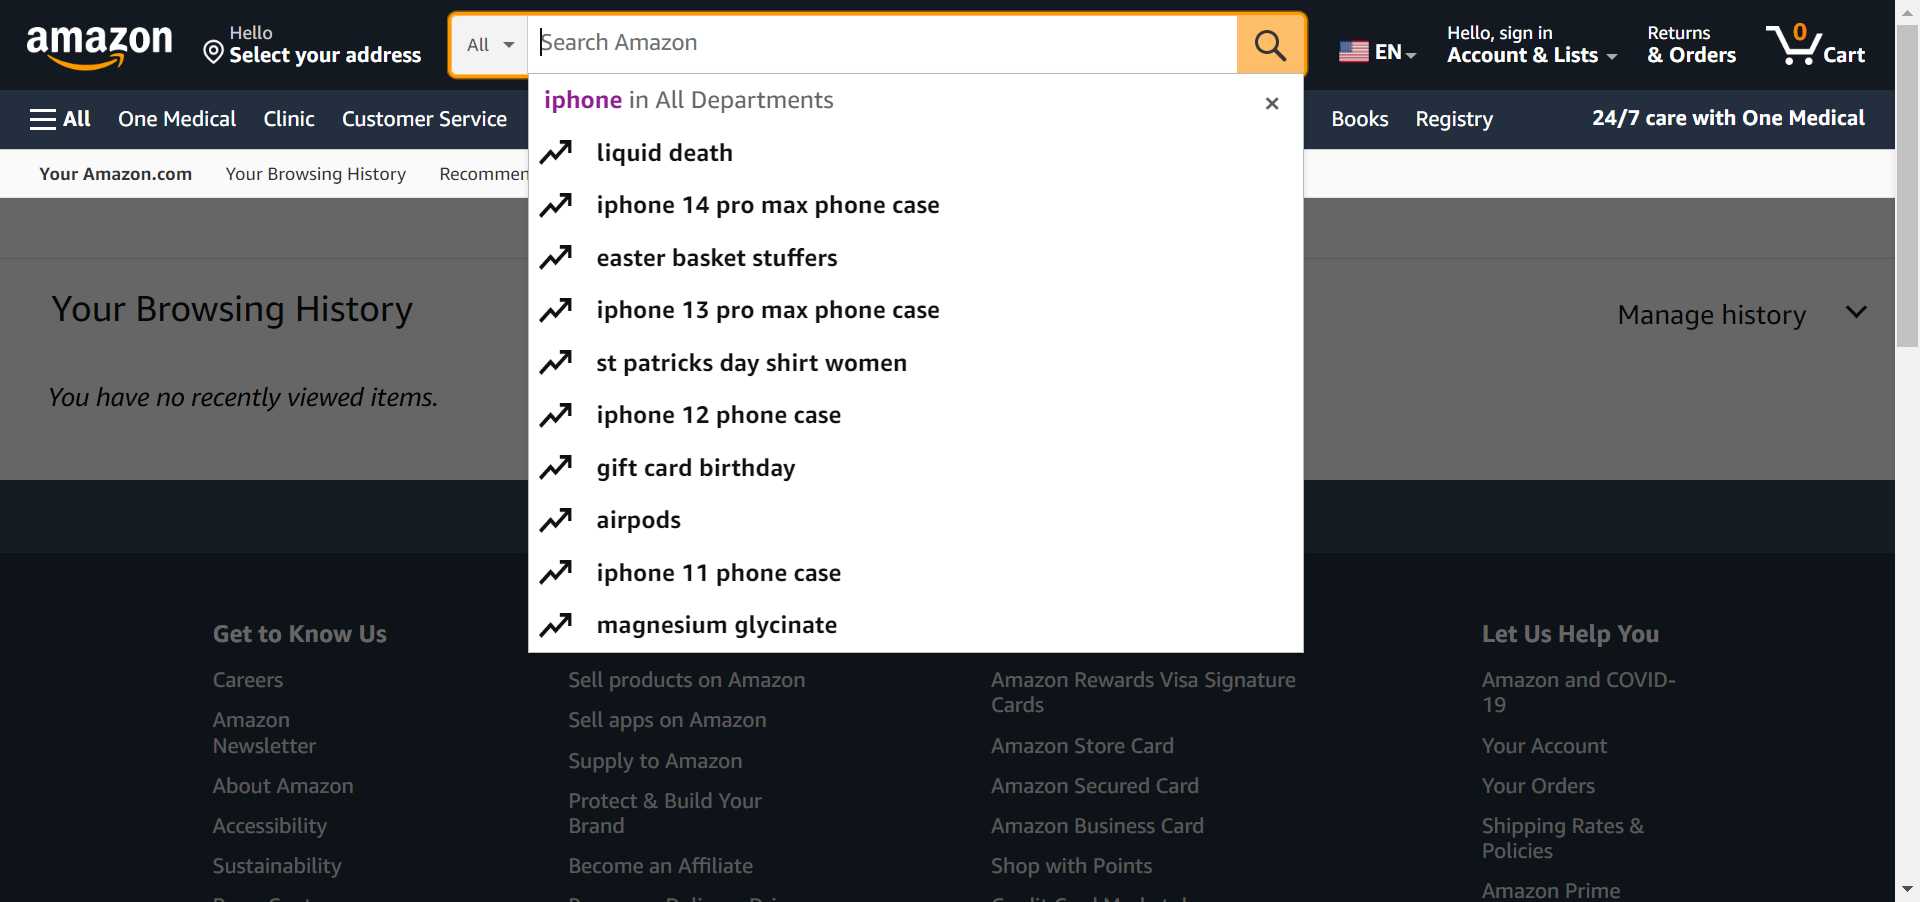 amazon
Hello
Select your address
All
Search Amazon
EN
Hello, sign in
Account & Lists
Returns
& Orders
0
Cart
All
One Medical
Clinic
Customer Service
Books
Registry
24/7 care with One Medical
iphone in All Departments
liquid death
iphone 14 pro max phone case
easter basket stuffers
iphone 13 pro max phone case
st patricks day shirt women
iphone 12 phone case
gift card birthday
airpods
iphone 11 phone case
magnesium glycinate
Your Amazon.com
Your Browsing History
Recommen
Your Browsing History
Manage history
You have no recently viewed items.
Get to Know Us
Careers
Amazon
Newsletter
About Amazon
Accessibility
Sustainability
Sell products on Amazon
Sell apps on Amazon
Supply to Amazon
Protect & Build Your
Brand
Become an Affiliate
Amazon Rewards Visa Signature
Cards
Amazon Store Card
Amazon Secured Card
Amazon Business Card
Shop with Points
Let Us Help You
Amazon and COVID-
19
Your Account
Your Orders
Shipping Rates &
Policies
Amazon Prime